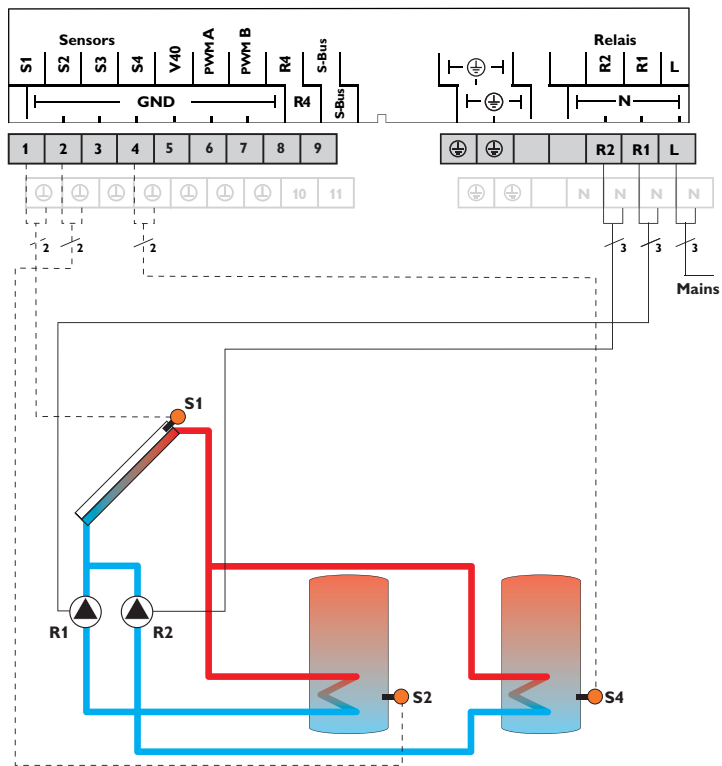 Sensors
Relais
S1 S2 S3 S4 V40 PWM A PWM B R4 S-Bus
R2 R1 L
GND R4 S-Bus
N
1 2 3 4 5 6 7 8 9
R2 R1 L
10 11
N N N
2 2 2
3 3 3
Mains
S1
R1 R2
S2
S4